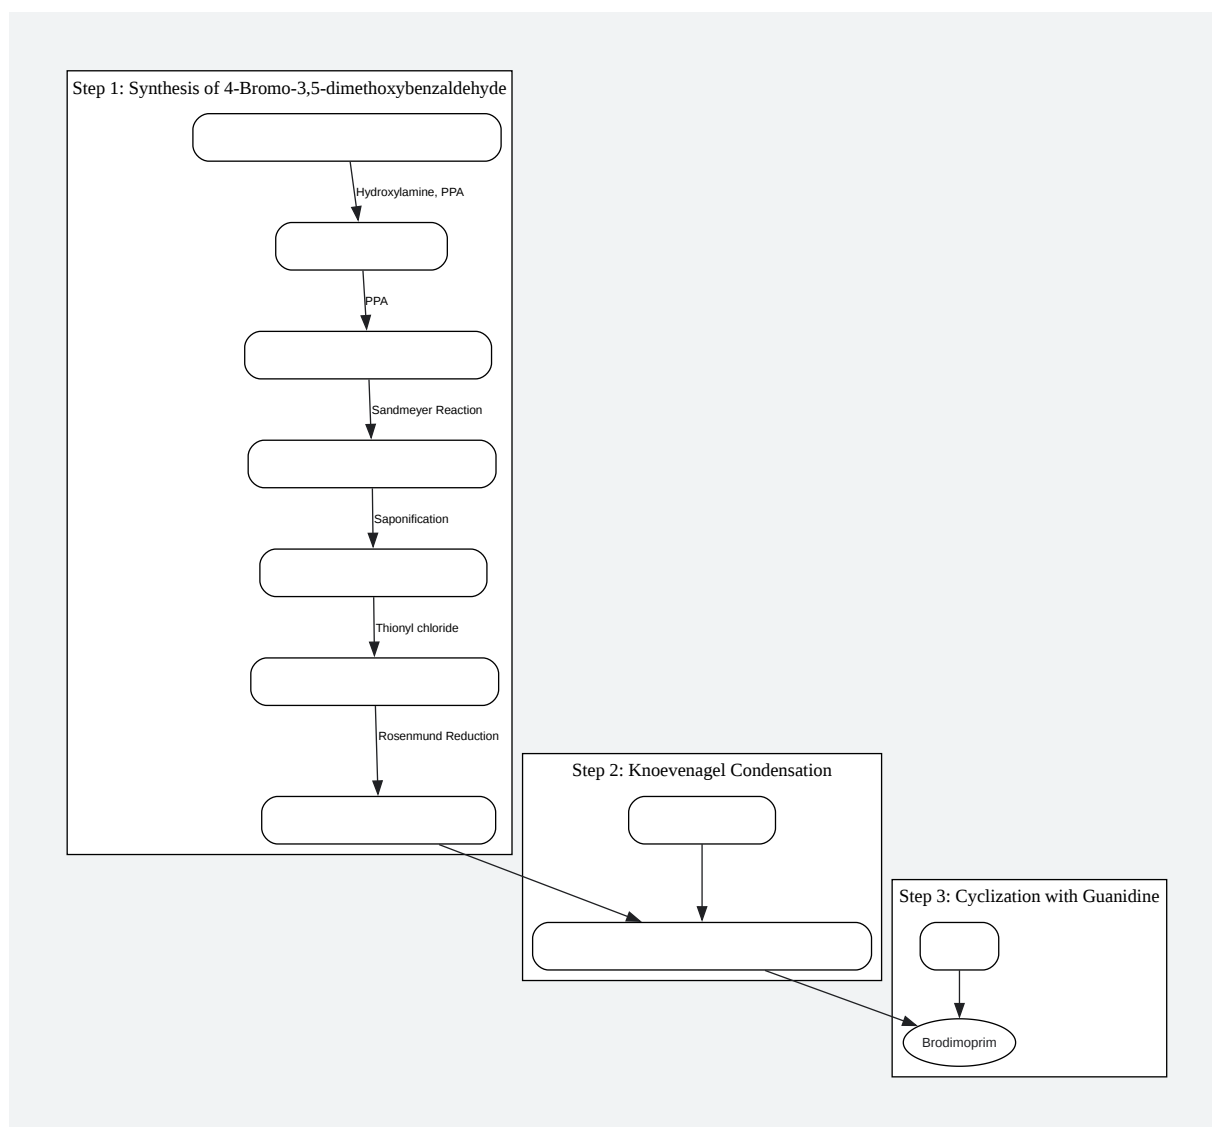 Step 1: Synthesis of 4-Bromo-3,5-dimethoxybenzaldehyde
Hydroxylamine, PPA
PPA
Sandmeyer Reaction
Saponification
Thionyl chloride
Rosenmund Reduction
Step 2: Knoevenagel Condensation
Step 3: Cyclization with Guanidine
Brodimoprim